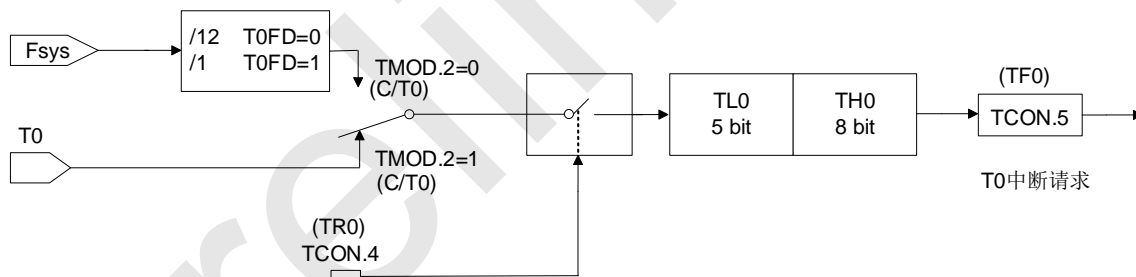 Fsys
/12 T0FD=0
/1 T0FD=1
TMOD.2=0
(C/T0)
T0
TMOD.2=1
(C/T0)
(TR0)
TCON.4
TL0
5 bit
TH0
8 bit
(TF0)
TCON.5
T0中断请求